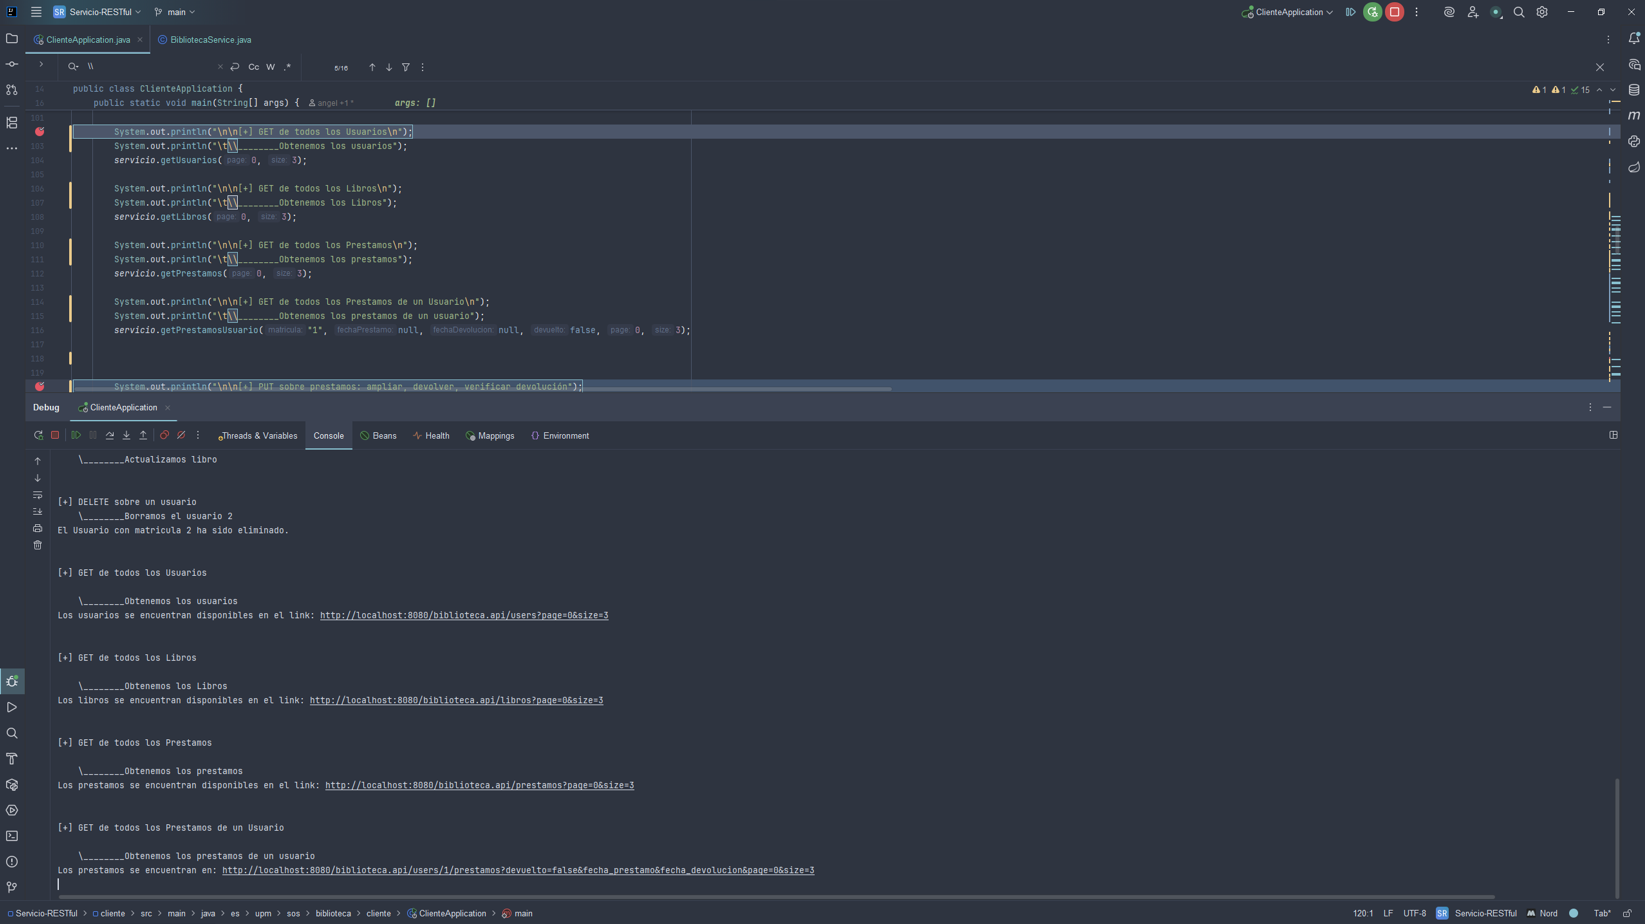 SR Servicio-RESTful main ClienteApplication
ClienteApplication.java BibliotecaService.java
\\ Cc W .* 5/16
14 public class ClienteApplication {
16 public static void main(String[] args) { angel +1 * args: []
1 1 15
101
System.out.println("\n\n[+] GET de todos los Usuarios\n");
103 System.out.println("\t\\________Obtenemos los usuarios");
104 servicio.getUsuarios( page: 0, size: 3);
105
106 System.out.println("\n\n[+] GET de todos los Libros\n");
107 System.out.println("\t\\________Obtenemos los Libros");
108 servicio.getLibros( page: 0, size: 3);
109
110 System.out.println("\n\n[+] GET de todos los Prestamos\n");
111 System.out.println("\t\\________Obtenemos los prestamos");
112 servicio.getPrestamos( page: 0, size: 3);
113
114 System.out.println("\n\n[+] GET de todos los Prestamos de un Usuario\n");
115 System.out.println("\t\\________Obtenemos los prestamos de un usuario");
116 servicio.getPrestamosUsuario( matricula: "1", fechaPrestamo: null, fechaDevolucion: null, devuelto: false, page: 0, size: 3);
117
118
119
System.out.println("\n\n[+] PUT sobre prestamos: ampliar, devolver, verificar devolución");
Debug ClienteApplication
Threads & Variables Console Beans Health Mappings Environment
\________Actualizamos libro
[+] DELETE sobre un usuario
\________Borramos el usuario 2
El Usuario con matricula 2 ha sido eliminado.
[+] GET de todos los Usuarios
\________Obtenemos los usuarios
Los usuarios se encuentran disponibles en el link: http://localhost:8080/biblioteca.api/users?page=0&size=3
[+] GET de todos los Libros
\________Obtenemos los Libros
Los libros se encuentran disponibles en el link: http://localhost:8080/biblioteca.api/libros?page=0&size=3
[+] GET de todos los Prestamos
\________Obtenemos los prestamos
Los prestamos se encuentran disponibles en el link: http://localhost:8080/biblioteca.api/prestamos?page=0&size=3
[+] GET de todos los Prestamos de un Usuario
\________Obtenemos los prestamos de un usuario
Los prestamos se encuentran en: http://localhost:8080/biblioteca.api/users/1/prestamos?devuelto=false&fecha_prestamo&fecha_devolucion&page=0&size=3
Servicio-RESTful > cliente > src > main > java > es > upm > sos > biblioteca > cliente > ClienteApplication > main 120:1 LF UTF-8 SR Servicio-RESTful Nord Tab*